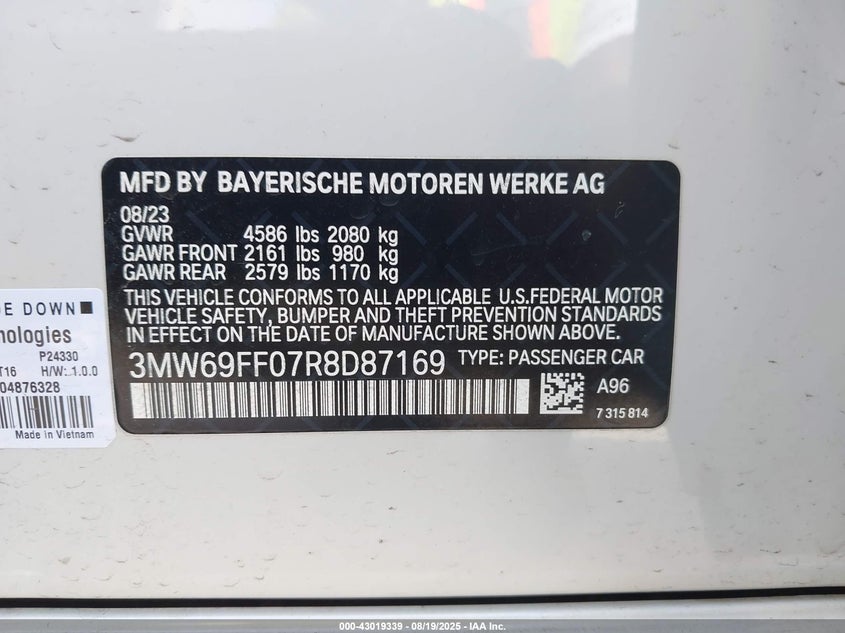 MFD BY BAYERISCHE MOTOREN WERKE AG
08/23
GVWR 4586 lbs 2080 kg
GAWR FRONT 2161 lbs 980 kg
GAWR REAR 2579 lbs 1170 kg
THIS VEHICLE CONFORMS TO ALL APPLICABLE U.S.FEDERAL MOTOR
VEHICLE SAFETY, BUMPER AND THEFT PREVENTION STANDARDS
IN EFFECT ON THE DATE OF MANUFACTURE SHOWN ABOVE.
3MW69FF07R8D87169 TYPE: PASSENGER CAR
A96
7 315 814
DOWN
P24330
H/W: 1.0.0
04876328
Made in Vietnam
000-43019339 - 08/19/2025 - IAA Inc.